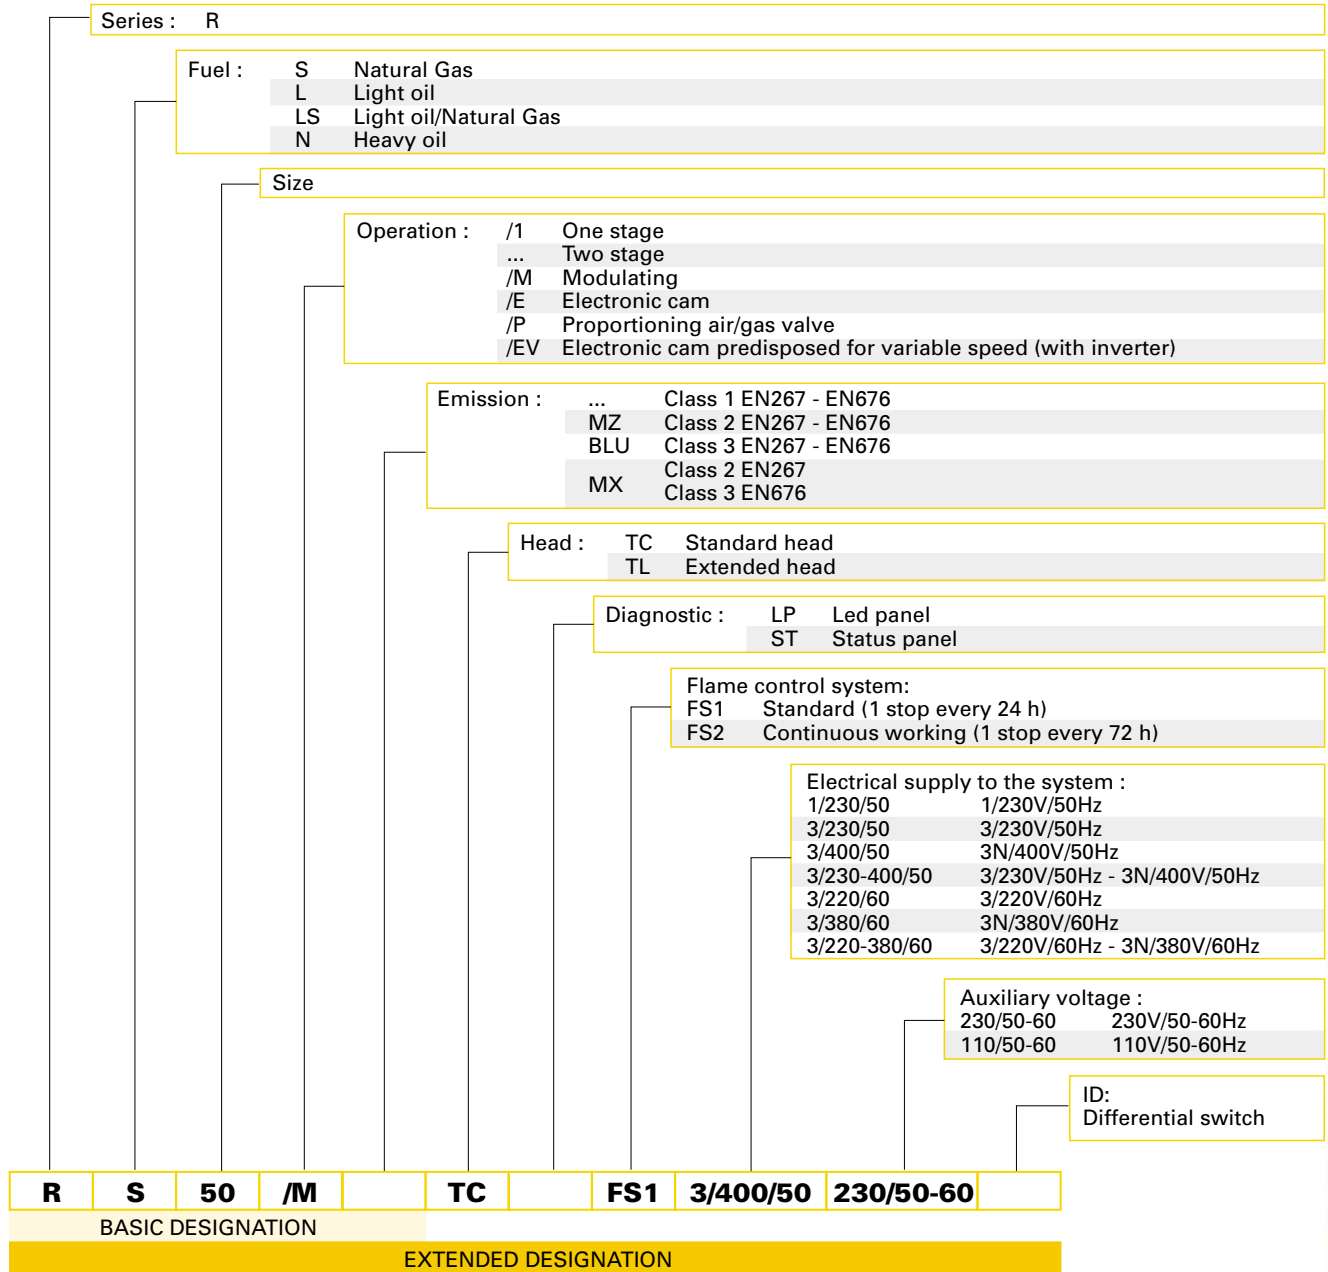 Series : R
Fuel : S Natural Gas
L Light oil
LS Light oil/Natural Gas
N Heavy oil
Size
Operation : /1 One stage
... Two stage
/M Modulating
/E Electronic cam
/P Proportioning air/gas valve
/EV Electronic cam predisposed for variable speed (with inverter)
Emission : ... Class 1 EN267 - EN676
MZ Class 2 EN267 - EN676
BLU Class 3 EN267 - EN676
MX Class 2 EN267
Class 3 EN676
Head : TC Standard head
TL Extended head
Diagnostic : LP Led panel
ST Status panel
Flame control system:
FS1 Standard (1 stop every 24 h)
FS2 Continuous working (1 stop every 72 h)
Electrical supply to the system :
1/230/50 1/230V/50Hz
3/230/50 3/230V/50Hz
3/400/50 3N/400V/50Hz
3/230-400/50 3/230V/50Hz - 3N/400V/50Hz
3/220/60 3/220V/60Hz
3/380/60 3N/380V/60Hz
3/220-380/60 3/220V/60Hz - 3N/380V/60Hz
Auxiliary voltage :
230/50-60 230V/50-60Hz
110/50-60 110V/50-60Hz
ID:
Differential switch
R S 50 /M TC FS1 3/400/50 230/50-60
BASIC DESIGNATION
EXTENDED DESIGNATION